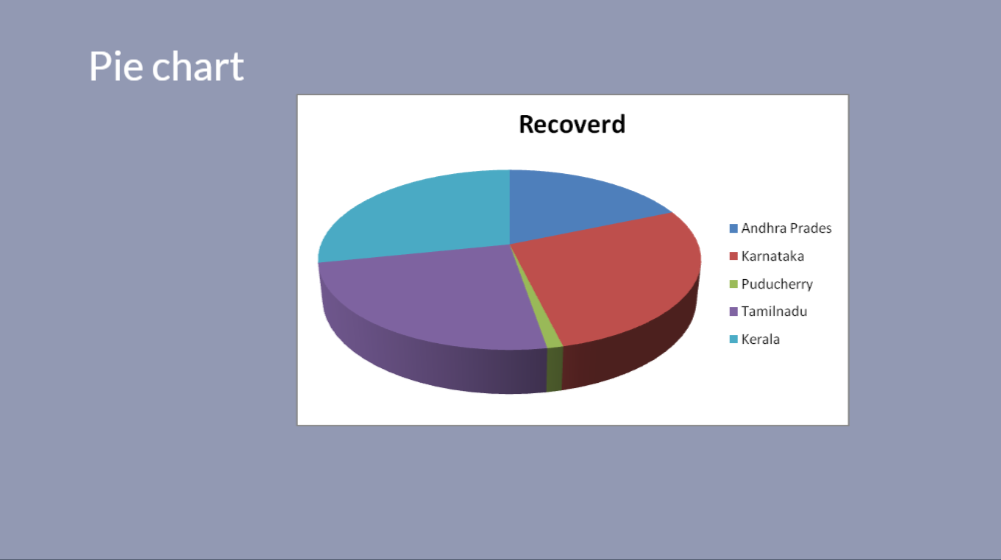 Pie chart
Recoverd
Andhra Prades
Karnataka
Puducherry
Tamilnadu
Kerala